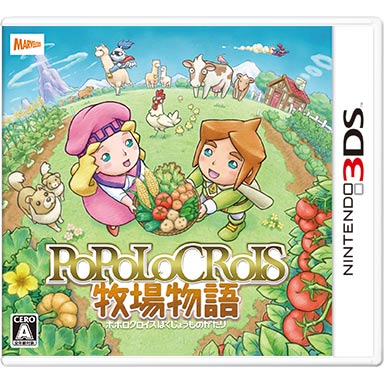 MARVELOUS!
NINTENDO 3DS
PoPoLoCRoIS
牧場物語
ポポロクロイスぼくじょうものがたり
CERO
A